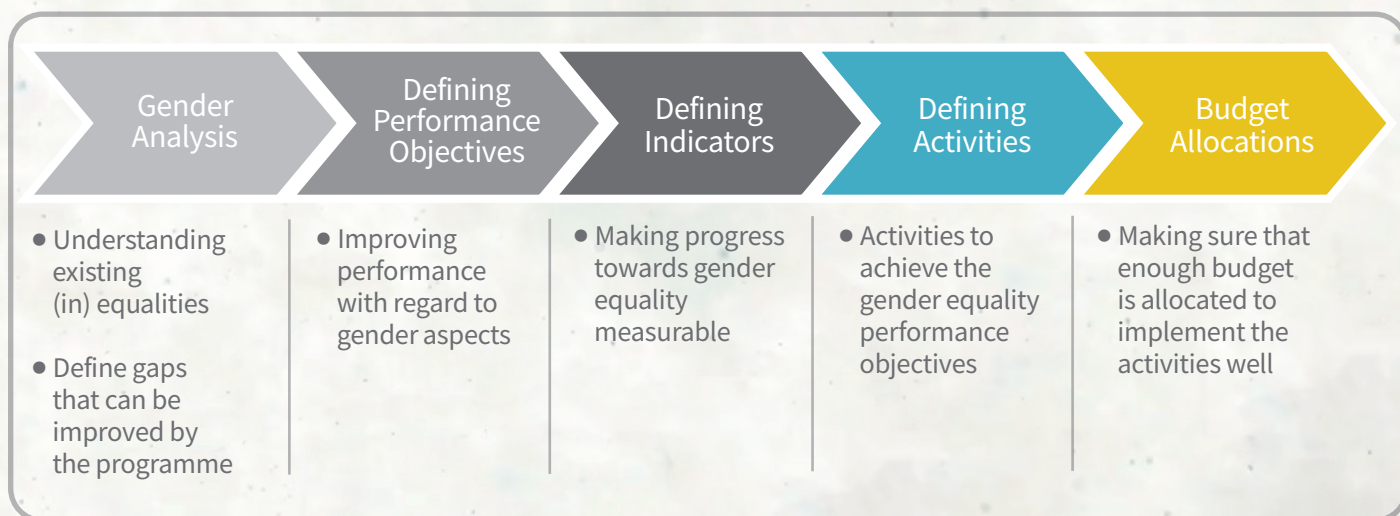 Gender
Analysis
Defining
Performance
Objectives
Defining
Indicators
Defining
Activities
Budget
Allocations
• Understanding
existing
(in) equalities
• Define gaps
that can be
improved by
the programme
• Improving
performance
with regard to
gender aspects
• Making progress
towards gender
equality
measurable
• Activities to
achieve the
gender equality
performance
objectives
• Making sure that
enough budget
is allocated to
implement the
activities well